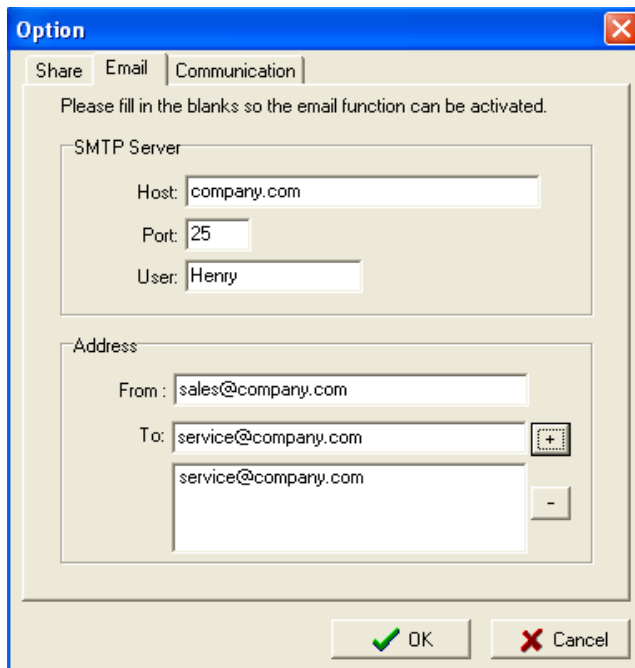 Option
Share Email Communication
Please fill in the blanks so the email function can be activated.
SMTP Server
Host: company.com
Port: 25
User: Henry
Address
From : sales@company.com
To: service@company.com +
service@company.com
-
OK Cancel